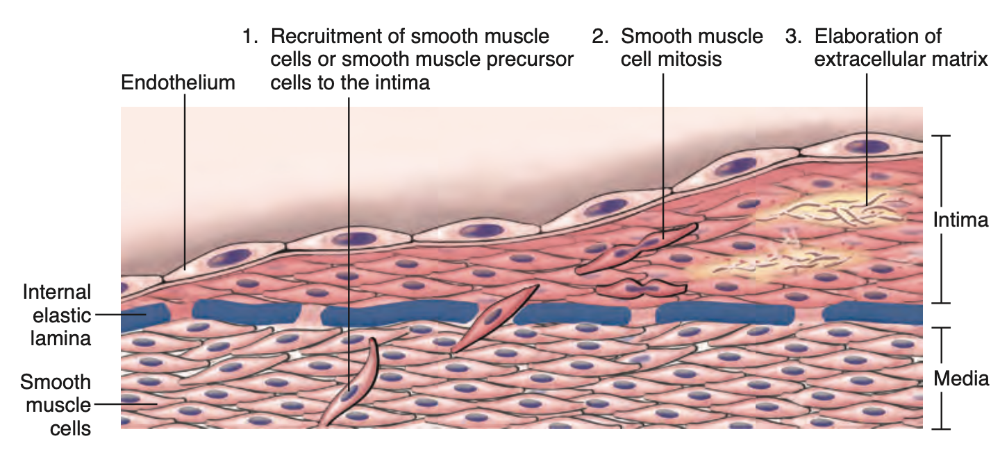 1. Recruitment of smooth muscle
cells or smooth muscle precursor
cells to the intima
2. Smooth muscle
cell mitosis
3. Elaboration of
extracellular matrix
Endothelium
Intima
Internal
elastic
lamina
Media
Smooth
muscle
cells